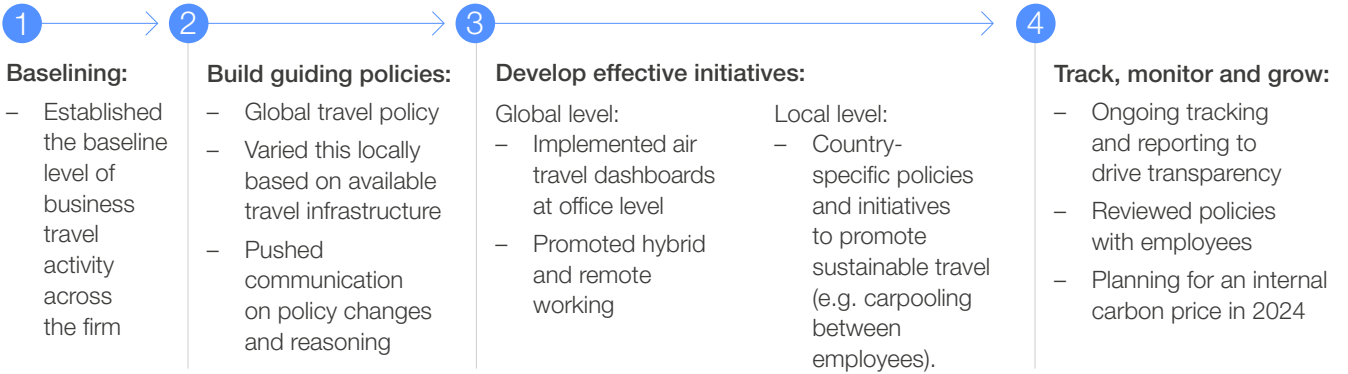 1
Baselining:
– Established
the baseline
level of
business
travel
activity
across
the firm
2
Build guiding policies:
– Global travel policy
– Varied this locally
based on available
travel infrastructure
– Pushed
communication
on policy changes
and reasoning
3
Develop effective initiatives:
Global level:
– Implemented air
travel dashboards
at office level
– Promoted hybrid
and remote
working
Local level:
– Country-
specific policies
and initiatives
to promote
sustainable travel
(e.g. carpooling
between
employees).
4
Track, monitor and grow:
– Ongoing tracking
and reporting to
drive transparency
– Reviewed policies
with employees
– Planning for an internal
carbon price in 2024